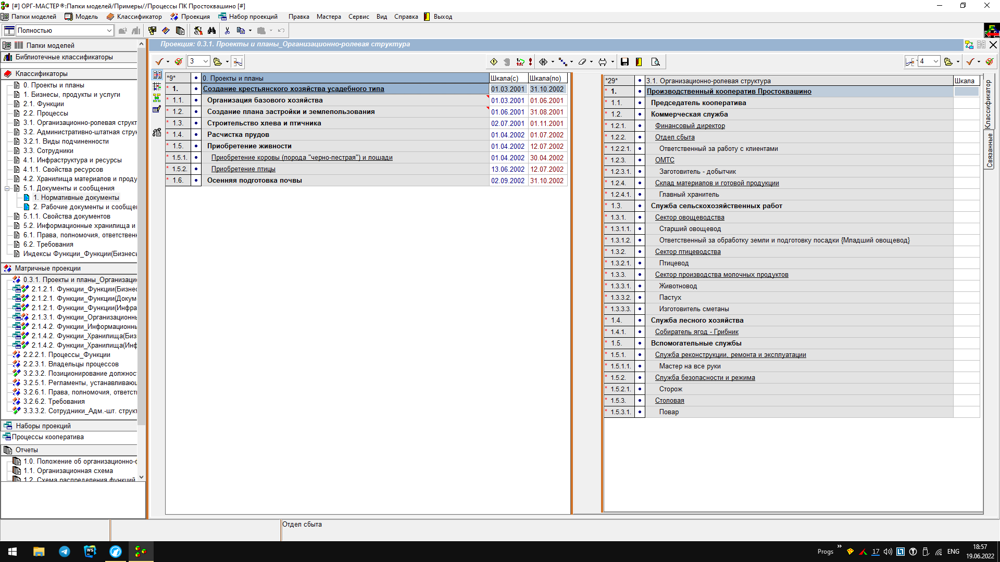 [#] ОРГ-МАСТЕР®:Папки моделей/Примеры//Процессы ПК Простоквашино [#]
Папки моделей Модель Классификатор Проекция Набор проекций Правка Мастера Сервис Вид Справка Выход
Полностью
Папки моделей
Библиотечные классификаторы
Классификаторы
0. Проекты и планы
1. Бизнесы, продукты и услуги
2.1. Функции
2.2. Процессы
3.1. Организационно-ролевая структ
3.2. Административно-штатная струк
3.2.1. Виды подчиненности
3.3. Сотрудники
4.1. Инфраструктура и ресурсы
4.1.1. Свойства ресурсов
4.2. Хранилища материалов и проду
5.1. Документы и сообщения
1. Нормативные документы
2. Рабочие документы и сообще
5.1.1. Свойства документов
5.2. Информационные хранилища и
6.1. Права, полномочия, ответствен
6.2. Требования
Индексы Функции_Функции(Бизнесь
Матричные проекции
0.3.1. Проекты и планы_Организаци
2.1.2.1. Функции_Функции(Бизнес
2.1.2.1. Функции_Функции(Докум
2.1.2.1. Функции_Функции(Инфра
2.1.3.1. Функции_Организационнь
2.1.4.2. Функции_Информационнь
2.1.4.2. Функции_Хранилища(Биз
2.1.4.2. Функции_Хранилища(Инф
2.2.2.1. Процессы_Функции
2.2.3.1. Владельцы процессов
3.2.3.2. Позиционирование должнос
3.2.5.1. Регламенты, устанавливаю
3.2.6.1. Права, полномочия, ответст
3.2.6.2. Требования
3.3.3.2. Сотрудники_Адм.-шт. структ
Наборы проекций
Процессы кооператива
Отчеты
1.0. Положение об организационно-с
1.1. Организационная схема
1.2. Схема распределения функций
Проекция: 0.3.1. Проекты и планы_Организационно-ролевая структура
3
4
*9* 0. Проекты и планы Шкала(с) Шкала(по)
* 1. Создание крестьянского хозяйства усадебного типа 01.03.2001 31.10.2002
* 1.1. Организация базового хозяйства 01.03.2001 01.06.2001
* 1.2. Создание плана застройки и землепользования 01.06.2001 31.08.2001
* 1.3. Строительство хлева и птичника 02.07.2001 01.11.2001
* 1.4. Расчистка прудов 01.04.2002 01.07.2002
* 1.5. Приобретение живности 01.04.2002 12.07.2002
* 1.5.1. Приобретение коровы (порода "черно-пестрая") и лошади 01.04.2002 30.04.2002
* 1.5.2. Приобретение птицы 13.06.2002 12.07.2002
* 1.6. Осенняя подготовка почвы 02.09.2002 31.10.2002
*29* 3.1. Организационно-ролевая структура Шкала
* 1. Производственный кооператив Простоквашино
* 1.1. Председатель кооператива
* 1.2. Коммерческая служба
* 1.2.1. Финансовый директор
* 1.2.2. Отдел сбыта
* 1.2.2.1. Ответственный за работу с клиентами
* 1.2.3. ОМТС
* 1.2.3.1. Заготовитель - добытчик
* 1.2.4. Склад материалов и готовой продукции
* 1.2.4.1. Главный хранитель
* 1.3. Служба сельскохозяйственных работ
* 1.3.1. Сектор овощеводства
* 1.3.1.1. Старший овощевод
* 1.3.1.2. Ответственный за обработку земли и подготовку посадки {Младший овощевод}
* 1.3.2. Сектор птицеводства
* 1.3.2.1. Птицевод
* 1.3.3. Сектор производства молочных продуктов
* 1.3.3.1. Животновод
* 1.3.3.2. Пастух
* 1.3.3.3. Изготовитель сметаны
* 1.4. Служба лесного хозяйства
* 1.4.1. Собиратель ягод - Грибник
* 1.5. Вспомогательные службы
* 1.5.1. Служба реконструкции, ремонта и эксплуатации
* 1.5.1.1. Мастер на все руки
* 1.5.2. Служба безопасности и режима
* 1.5.2.1. Сторож
* 1.5.3. Столовая
* 1.5.3.1. Повар
Классификатор
Связанные
Отдел сбыта
WS
Progs
17
ENG
18:57
19.06.2022